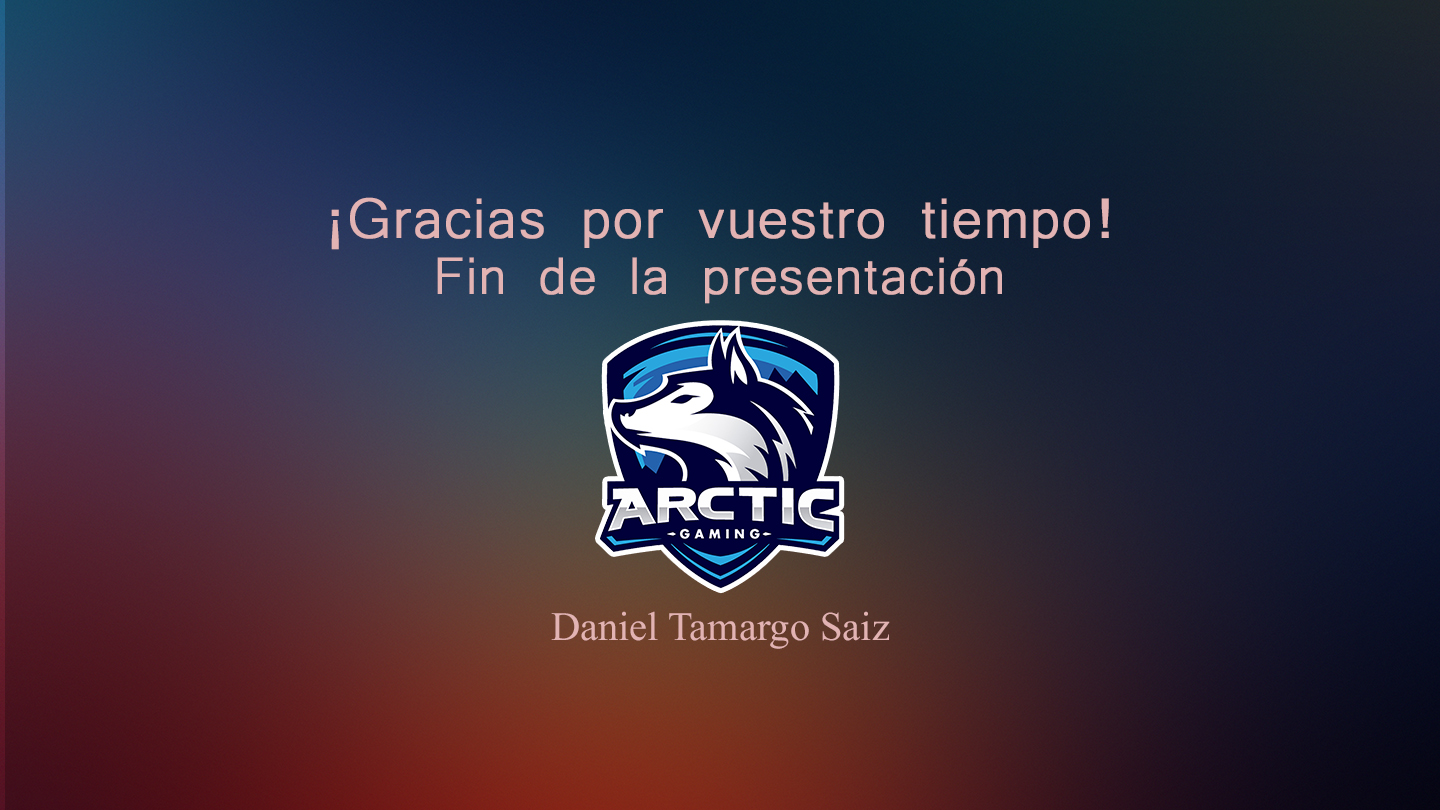 ¡Gracias por vuestro tiempo!
Fin de la presentación
ARCTIC
GAMING
Daniel Tamargo Saiz